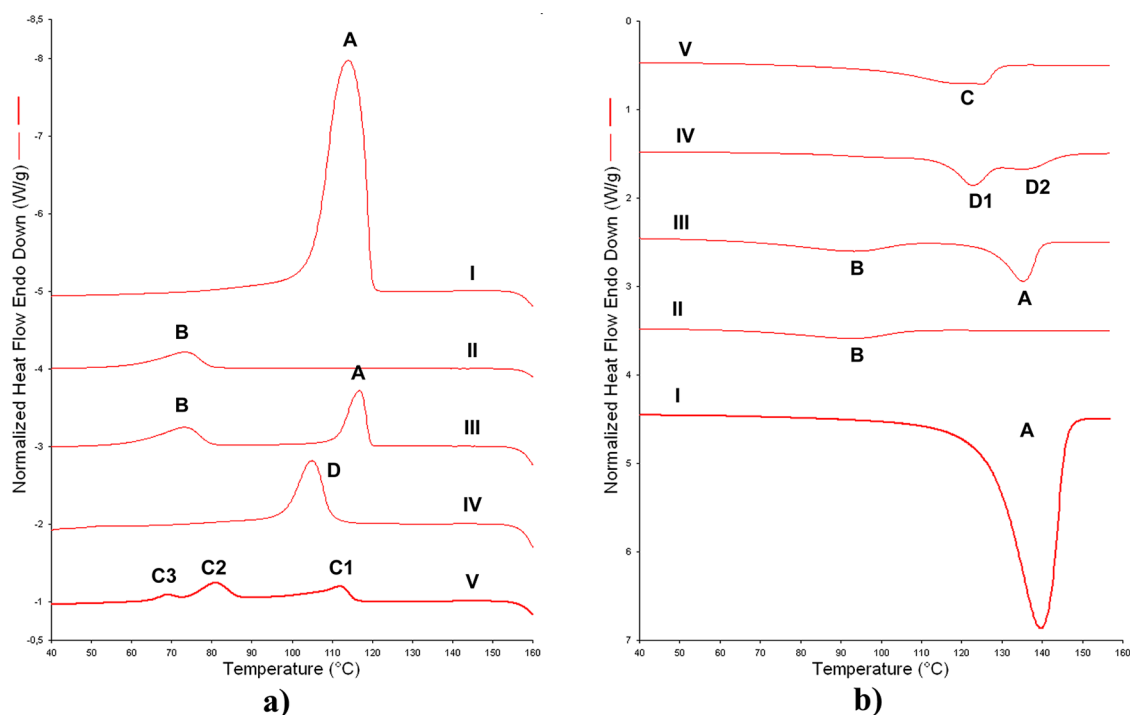 -8,5
-8
-7
-6
-5
-4
-3
-2
-1
-0,5
Normalized Heat Flow Endo Down (W/g)
A
I
B
II
A
B
III
D
IV
C3
C2
C1
V
40 50 60 70 80 90 100 110 120 130 140 150 160
Temperature (°C)
a)
0
1
2
3
4
5
6
7
Normalized Heat Flow Endo Down (W/g)
V
C
IV
D1
D2
III
B
A
II
B
I
A
40 50 60 70 80 90 100 110 120 130 140 150 160
Temperature (°C)
b)